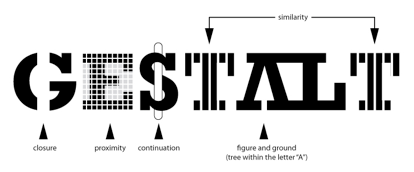 similarity
GESTALT
closure proximity continuation figure and ground
(tree within the letter "A")